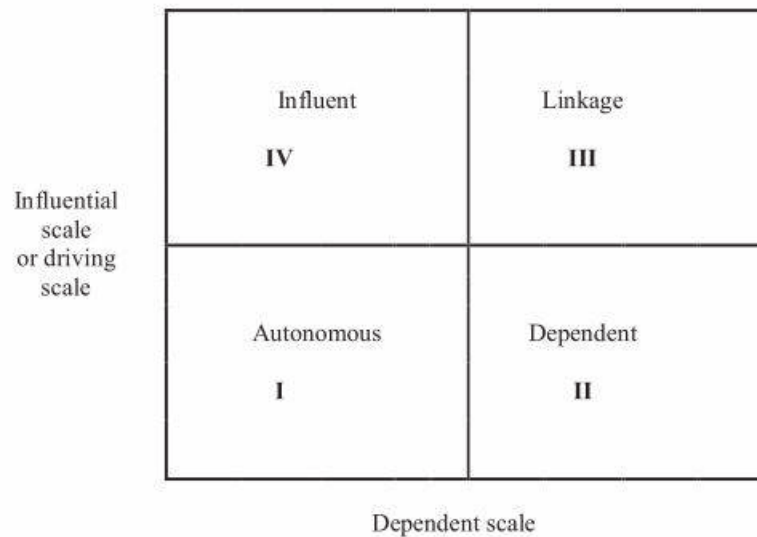 Influent
Linkage
IV
III
Influential
scale
or driving
scale
Autonomous
Dependent
I
II
Dependent scale